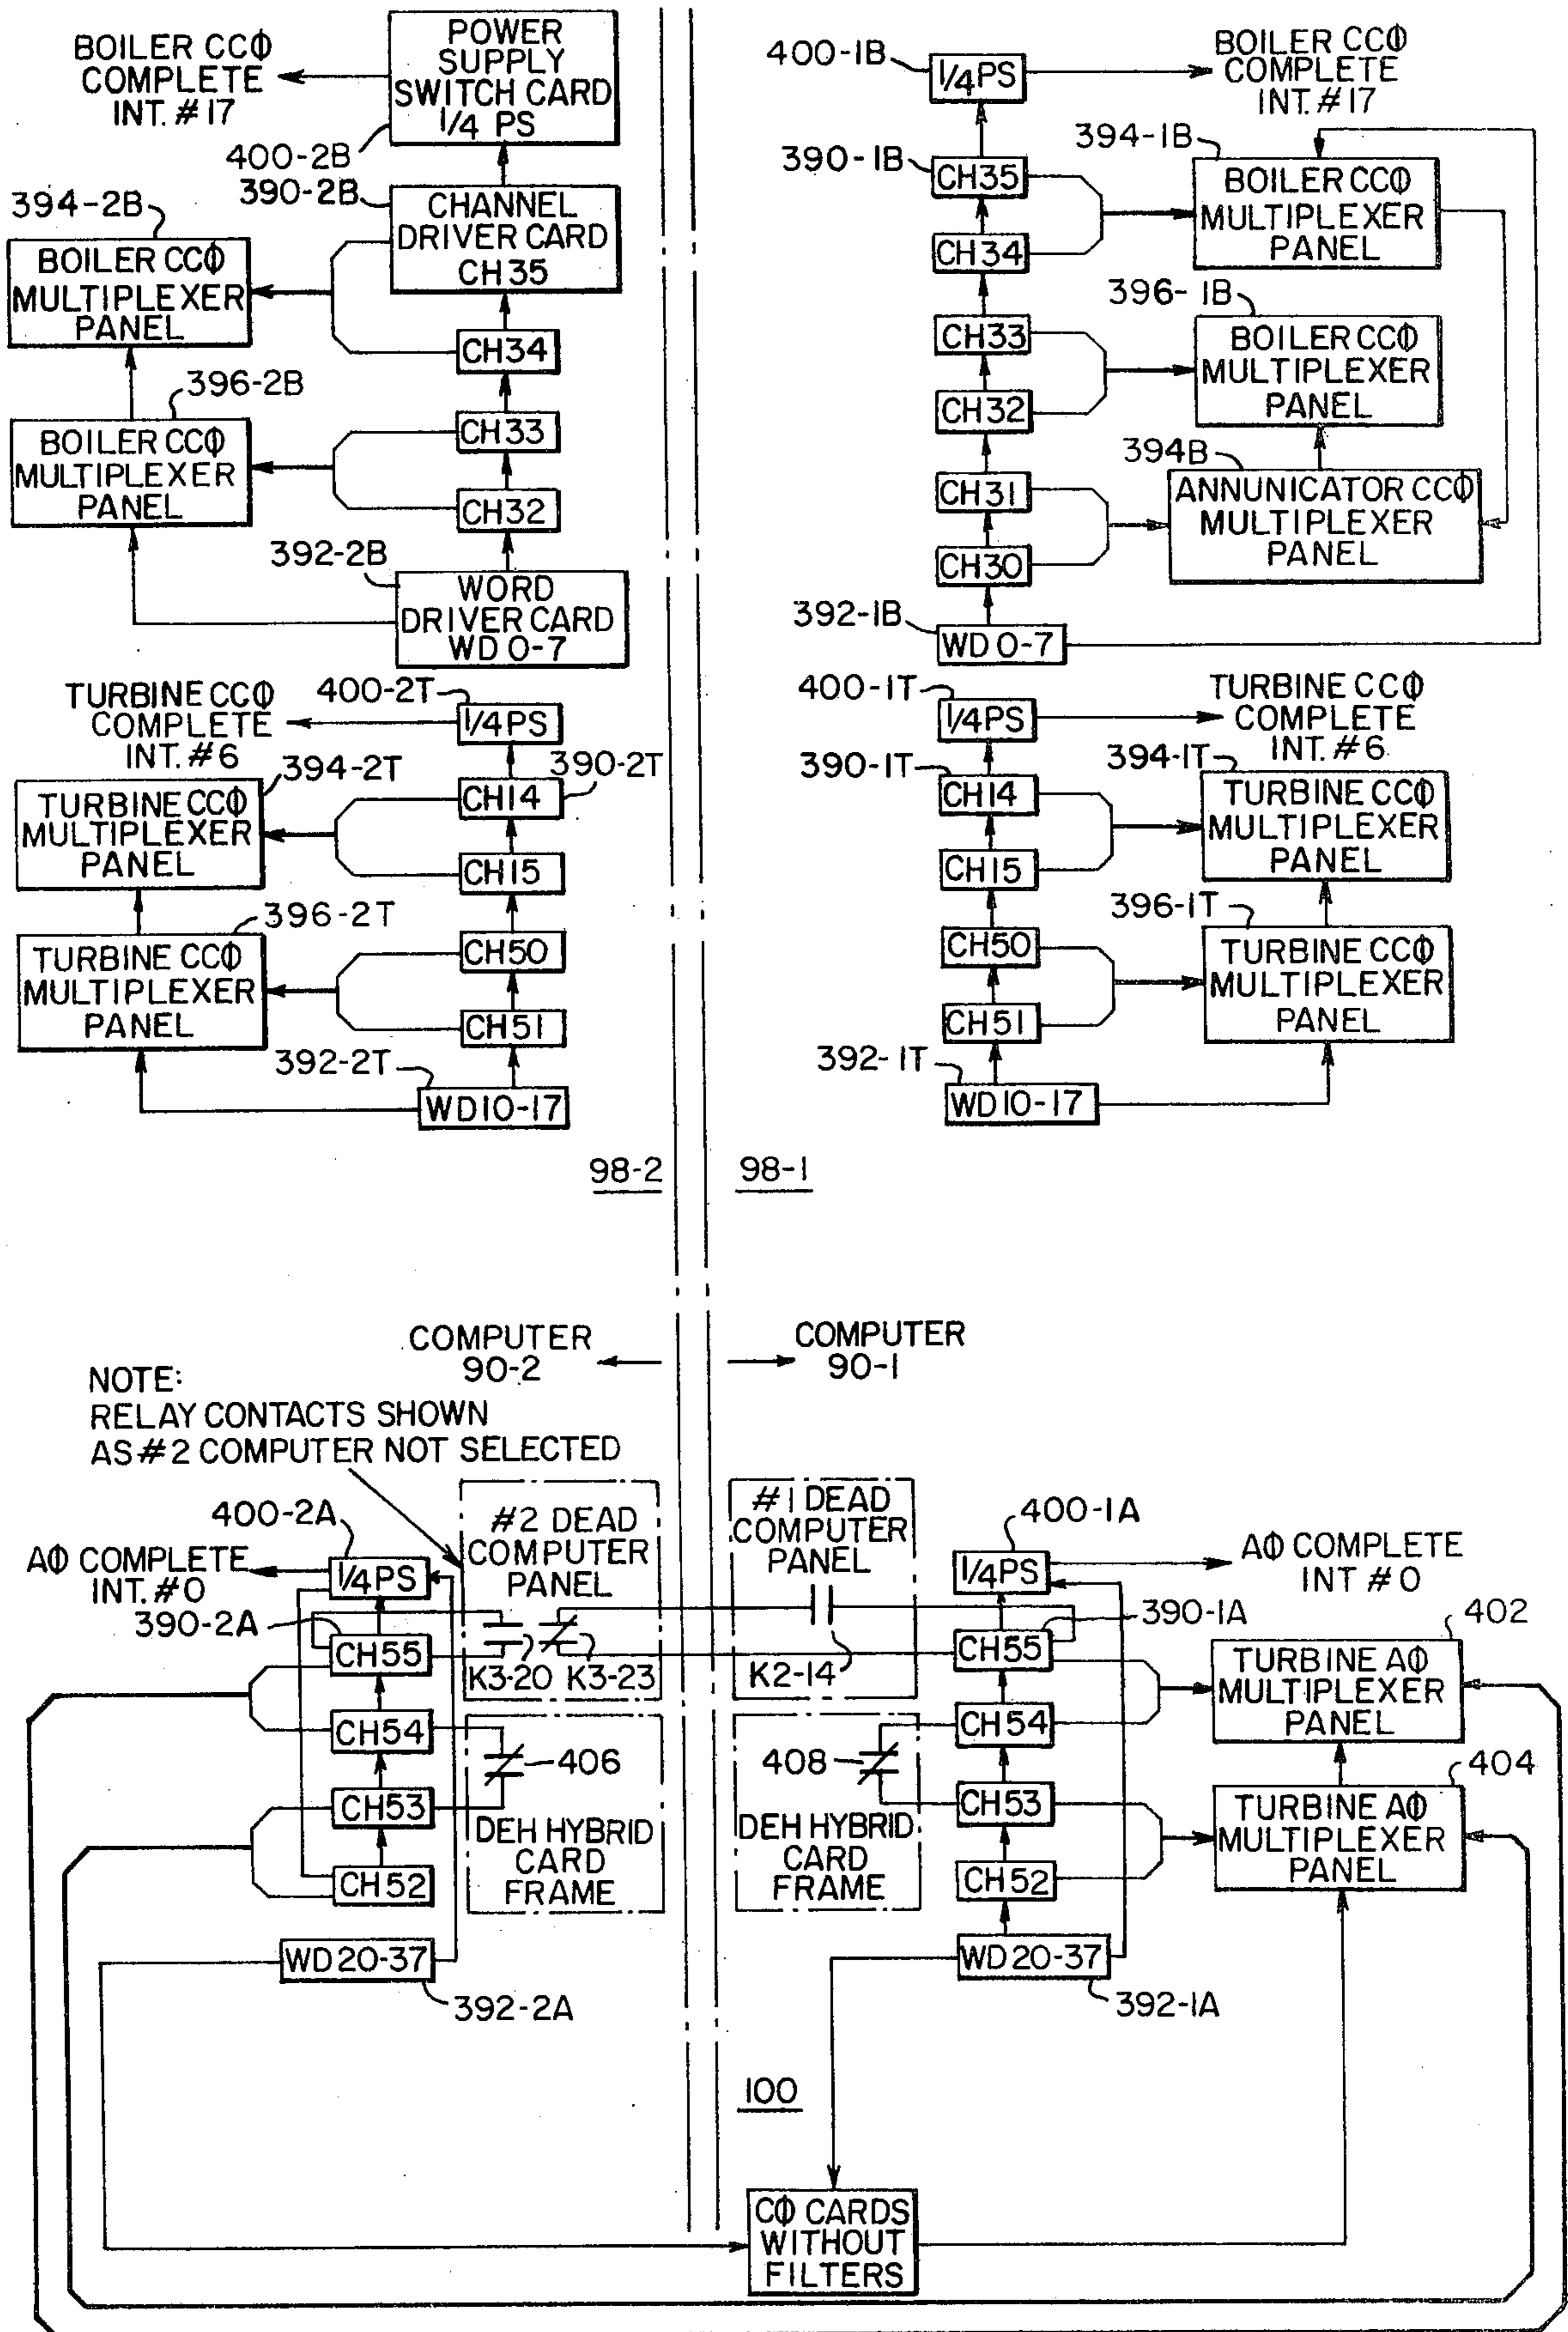 BOILER CCΦ
COMPLETE
INT. #17
POWER
SUPPLY
SWITCH CARD
1/4 PS
400-2B
390-2B
394-2B
CHANNEL
DRIVER CARD
CH35
BOILER CCΦ
MULTIPLEXER
PANEL
CH34
396-2B
CH33
BOILER CCΦ
MULTIPLEXER
PANEL
CH32
392-2B
WORD
DRIVER CARD
WD 0-7
400-1B
1/4 PS
BOILER CCΦ
COMPLETE
INT. #17
394-1B
390-1B
CH35
BOILER CCΦ
MULTIPLEXER
PANEL
CH34
396-1B
CH33
BOILER CCΦ
MULTIPLEXER
PANEL
CH32
394B
CH31
ANNUNICATOR CCΦ
MULTIPLEXER
PANEL
CH30
392-1B
WD 0-7
TURBINE CCΦ
COMPLETE
INT. #6
400-2T
1/4 PS
394-2T
390-2T
CH14
TURBINE CCΦ
MULTIPLEXER
PANEL
CH15
396-2T
CH50
TURBINE CCΦ
MULTIPLEXER
PANEL
CH51
392-2T
WD10-17
400-1T
1/4 PS
TURBINE CCΦ
COMPLETE
INT. #6
390-1T
394-1T
CH14
TURBINE CCΦ
MULTIPLEXER
PANEL
CH15
396-1T
CH50
TURBINE CCΦ
MULTIPLEXER
PANEL
CH51
392-1T
WD10-17
98-2
98-1
COMPUTER
90-2
COMPUTER
90-1
NOTE:
RELAY CONTACTS SHOWN
AS #2 COMPUTER NOT SELECTED
400-2A
#2 DEAD
COMPUTER
PANEL
AΦ COMPLETE
INT. #0
1/4 PS
390-2A
CH55
K3-20
K3-23
CH54
406
CH53
DEH HYBRID
CARD
FRAME
CH52
WD20-37
392-2A
#1 DEAD
COMPUTER
PANEL
400-1A
1/4 PS
AΦ COMPLETE
INT #0
390-1A
402
CH55
K2-14
TURBINE AΦ
MULTIPLEXER
PANEL
CH54
408
404
CH53
TURBINE AΦ
MULTIPLEXER
PANEL
DEH HYBRID
CARD
FRAME
CH52
WD20-37
392-1A
100
CΦ CARDS
WITHOUT
FILTERS